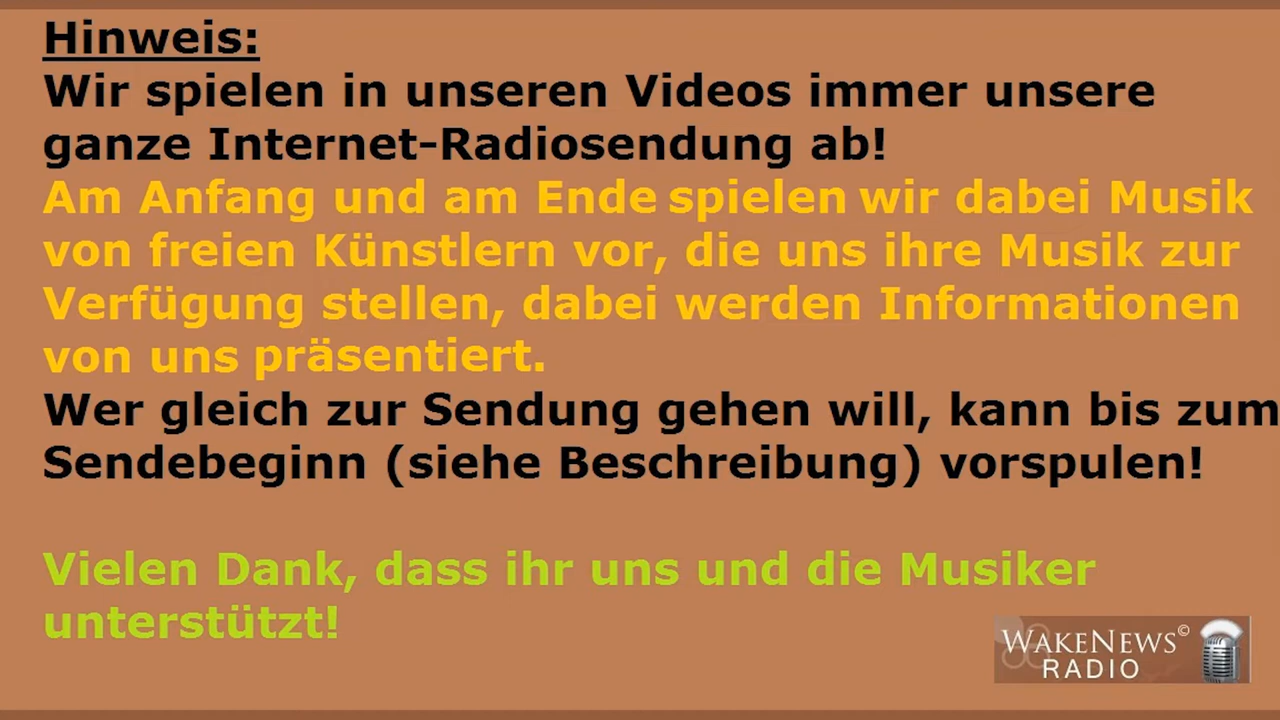 Hinweis:
Wir spielen in unseren Videos immer unsere
ganze Internet-Radiosendung ab!
Am Anfang und am Ende spielen wir dabei Musik
von freien Künstlern vor, die uns ihre Musik zur
Verfügung stellen, dabei werden Informationen
von uns präsentiert.
Wer gleich zur Sendung gehen will, kann bis zum
Sendebeginn (siehe Beschreibung) vorspulen!
Vielen Dank, dass ihr uns und die Musiker
unterstützt!
WAKENEWS©
RADIO